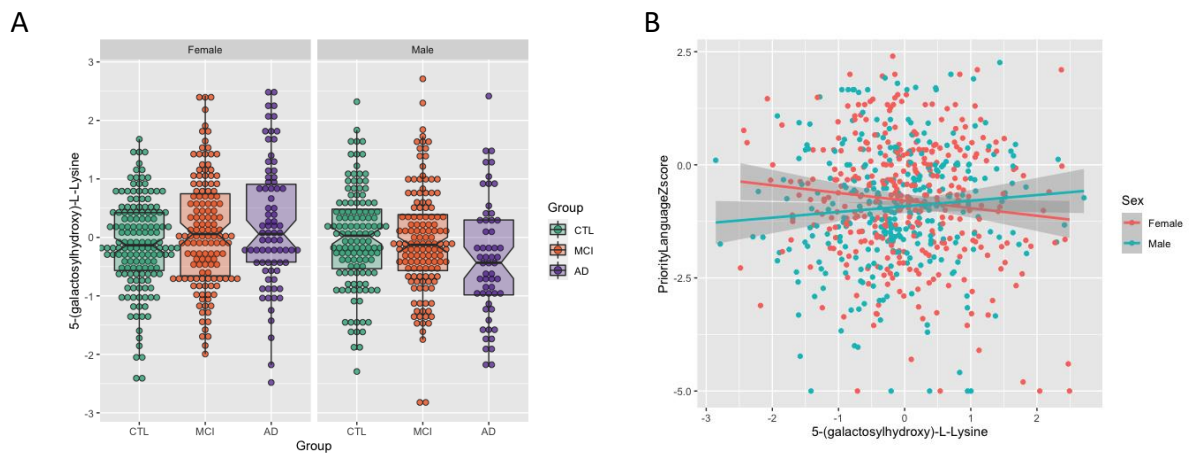 A
Female
Male
3
2
1
0
-1
-2
-3
5-(galactosylhydroxy)-L-Lysine
CTL
MCI
AD
CTL
MCI
AD
Group
Group
CTL
MCI
AD
B
2.5
0.0
-2.5
-5.0
PriorityLanguageZscore
-3
-2
-1
0
1
2
5-(galactosylhydroxy)-L-Lysine
Sex
Female
Male